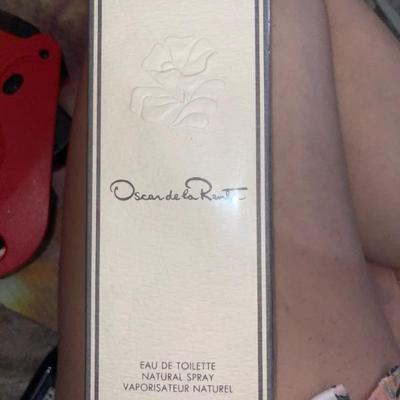 Oscar de la Renta
EAU DE TOILETTE
NATURAL SPRAY
VAPORISATEUR NATUREL